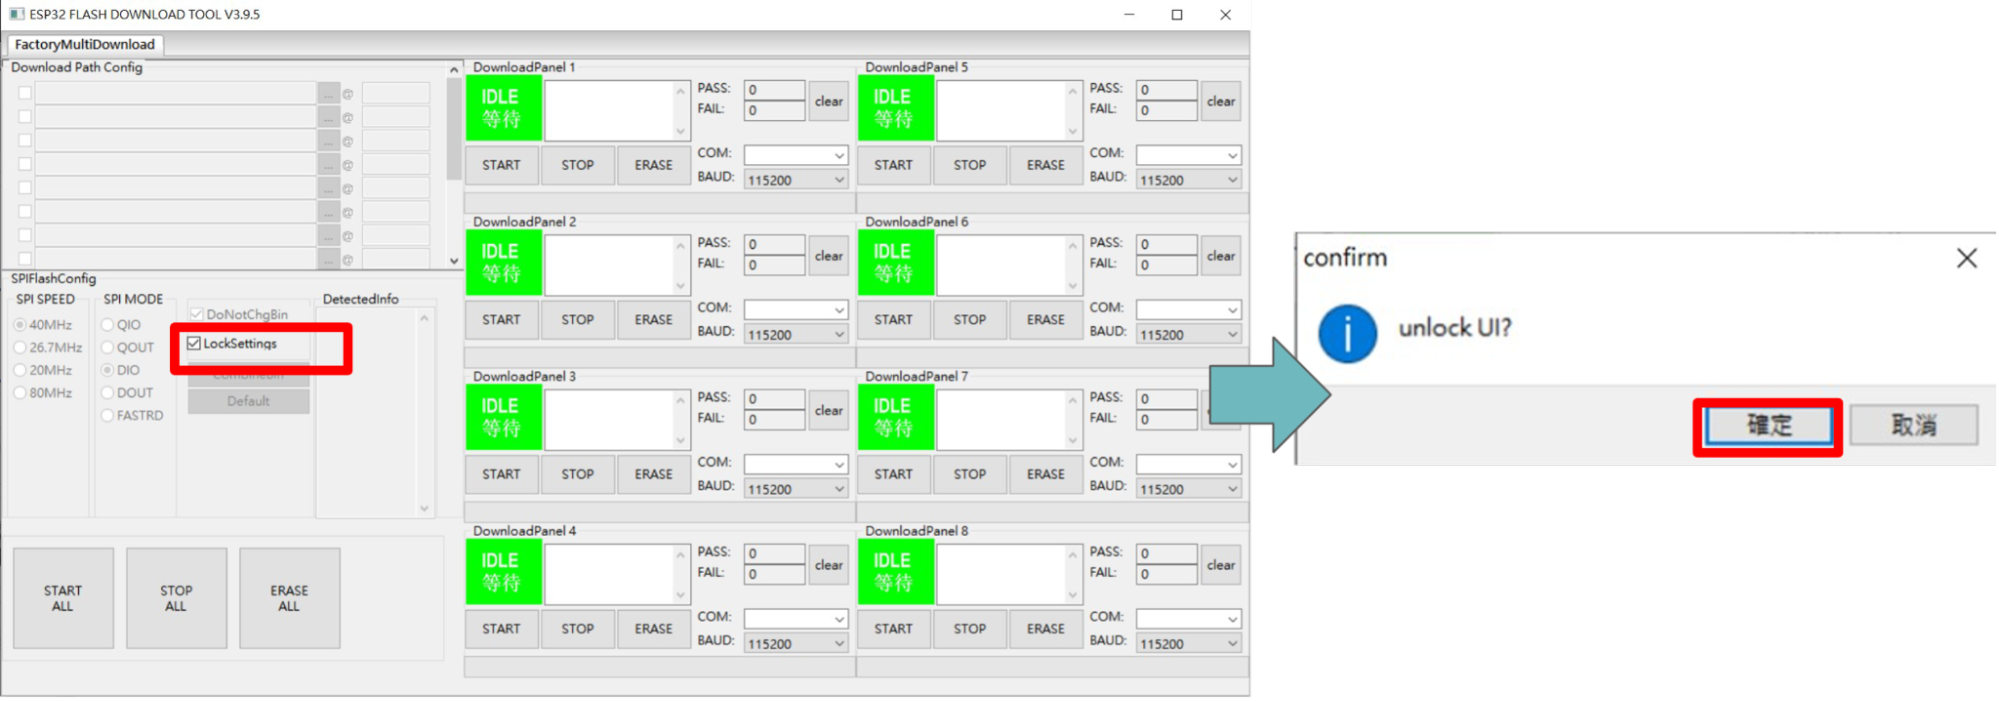 ESP32 FLASH DOWNLOAD TOOL V3.9.5
FactoryMultiDownload
Download Path Config
... @
... @
... @
... @
... @
... @
... @
... @
SPIFlashConfig
SPI SPEED
40MHz
26.7MHz
20MHz
80MHz
SPI MODE
QIO
QOUT
DIO
DOUT
FASTRD
DoNotChgBin
LockSettings
CombineBin
Default
DetectedInfo
START
ALL
STOP
ALL
ERASE
ALL
DownloadPanel 1
IDLE
等待
PASS: 0
FAIL: 0
clear
START STOP ERASE
COM:
BAUD: 115200
DownloadPanel 2
IDLE
等待
PASS: 0
FAIL: 0
clear
START STOP ERASE
COM:
BAUD: 115200
DownloadPanel 3
IDLE
等待
PASS: 0
FAIL: 0
clear
START STOP ERASE
COM:
BAUD: 115200
DownloadPanel 4
IDLE
等待
PASS: 0
FAIL: 0
clear
START STOP ERASE
COM:
BAUD: 115200
DownloadPanel 5
IDLE
等待
PASS: 0
FAIL: 0
clear
START STOP ERASE
COM:
BAUD: 115200
DownloadPanel 6
IDLE
等待
PASS: 0
FAIL: 0
clear
START STOP ERASE
COM:
BAUD: 115200
DownloadPanel 7
IDLE
等待
PASS: 0
FAIL: 0
START STOP ERASE
COM:
BAUD: 115200
DownloadPanel 8
IDLE
等待
PASS: 0
FAIL: 0
clear
START STOP ERASE
COM:
BAUD: 115200
confirm
unlock UI?
確定 取消